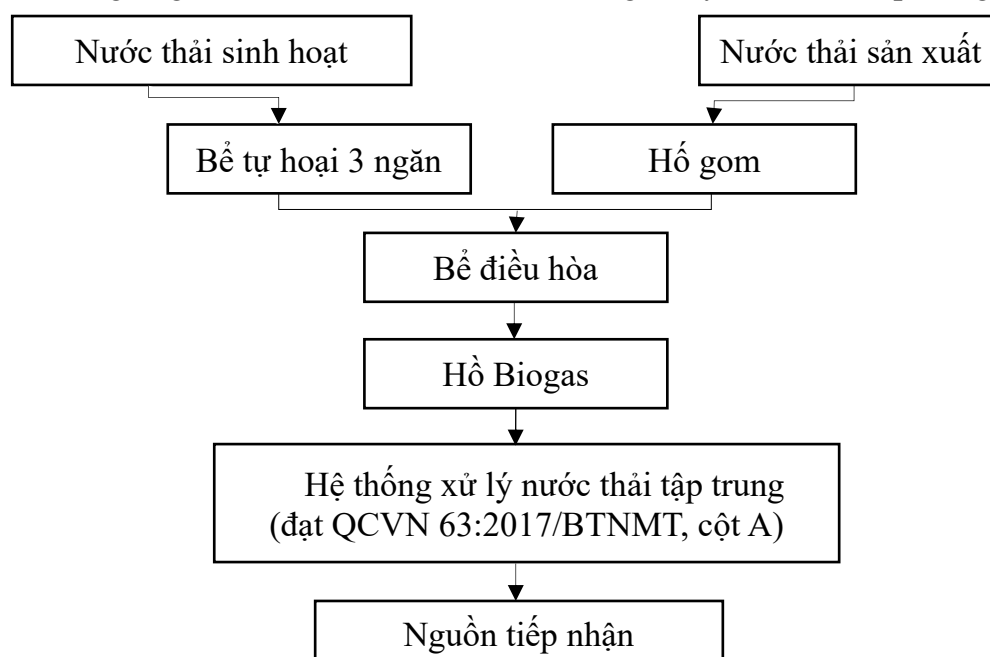 Nước thải sinh hoạt
Nước thải sản xuất
Bể tự hoại 3 ngăn
Hố gom
Bể điều hòa
Hồ Biogas
Hệ thống xử lý nước thải tập trung
(đạt QCVN 63:2017/BTNMT, cột A)
Nguồn tiếp nhận